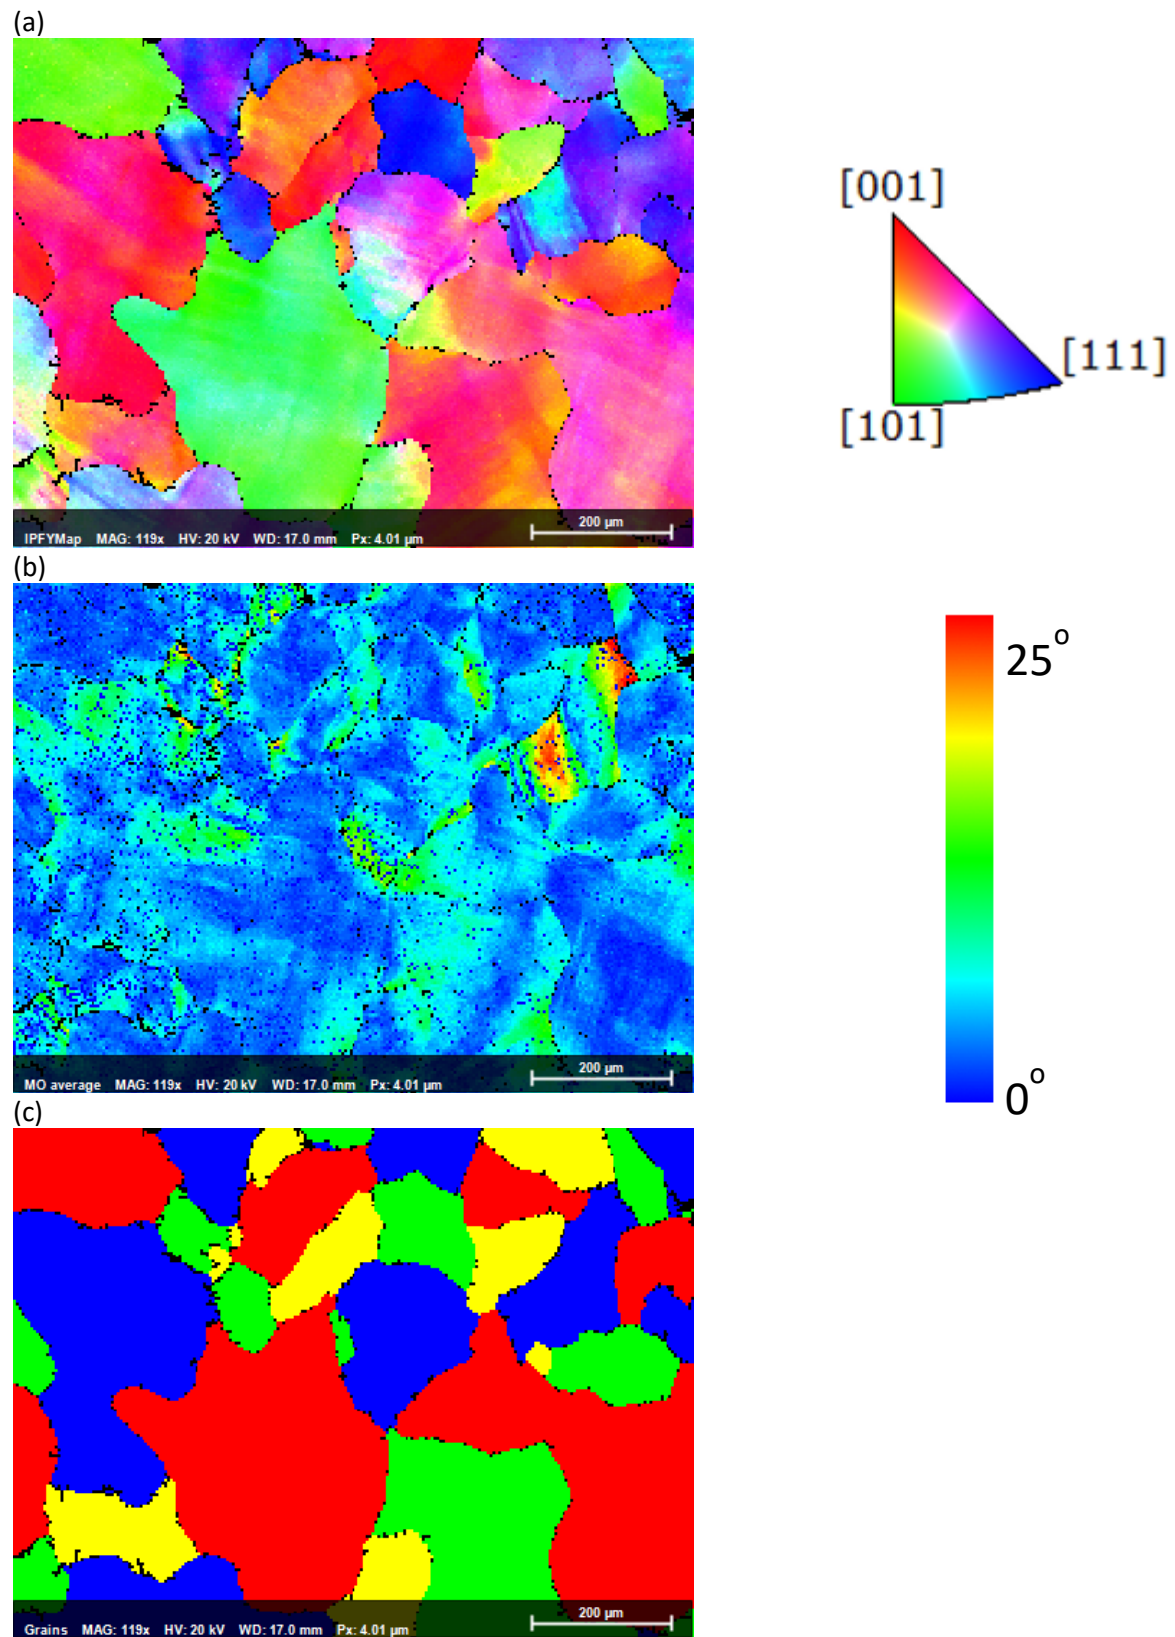 (a)
[001]
[111]
[101]
200 µm
IPFYMap MAG: 119x HV: 20 kV WD: 17.0 mm Px: 4.01 µm
(b)
25°
200 µm
MO average MAG: 119x HV: 20 kV WD: 17.0 mm Px: 4.01 µm
0°
(c)
200 µm
Grains MAG: 119x HV: 20 kV WD: 17.0 mm Px: 4.01 µm